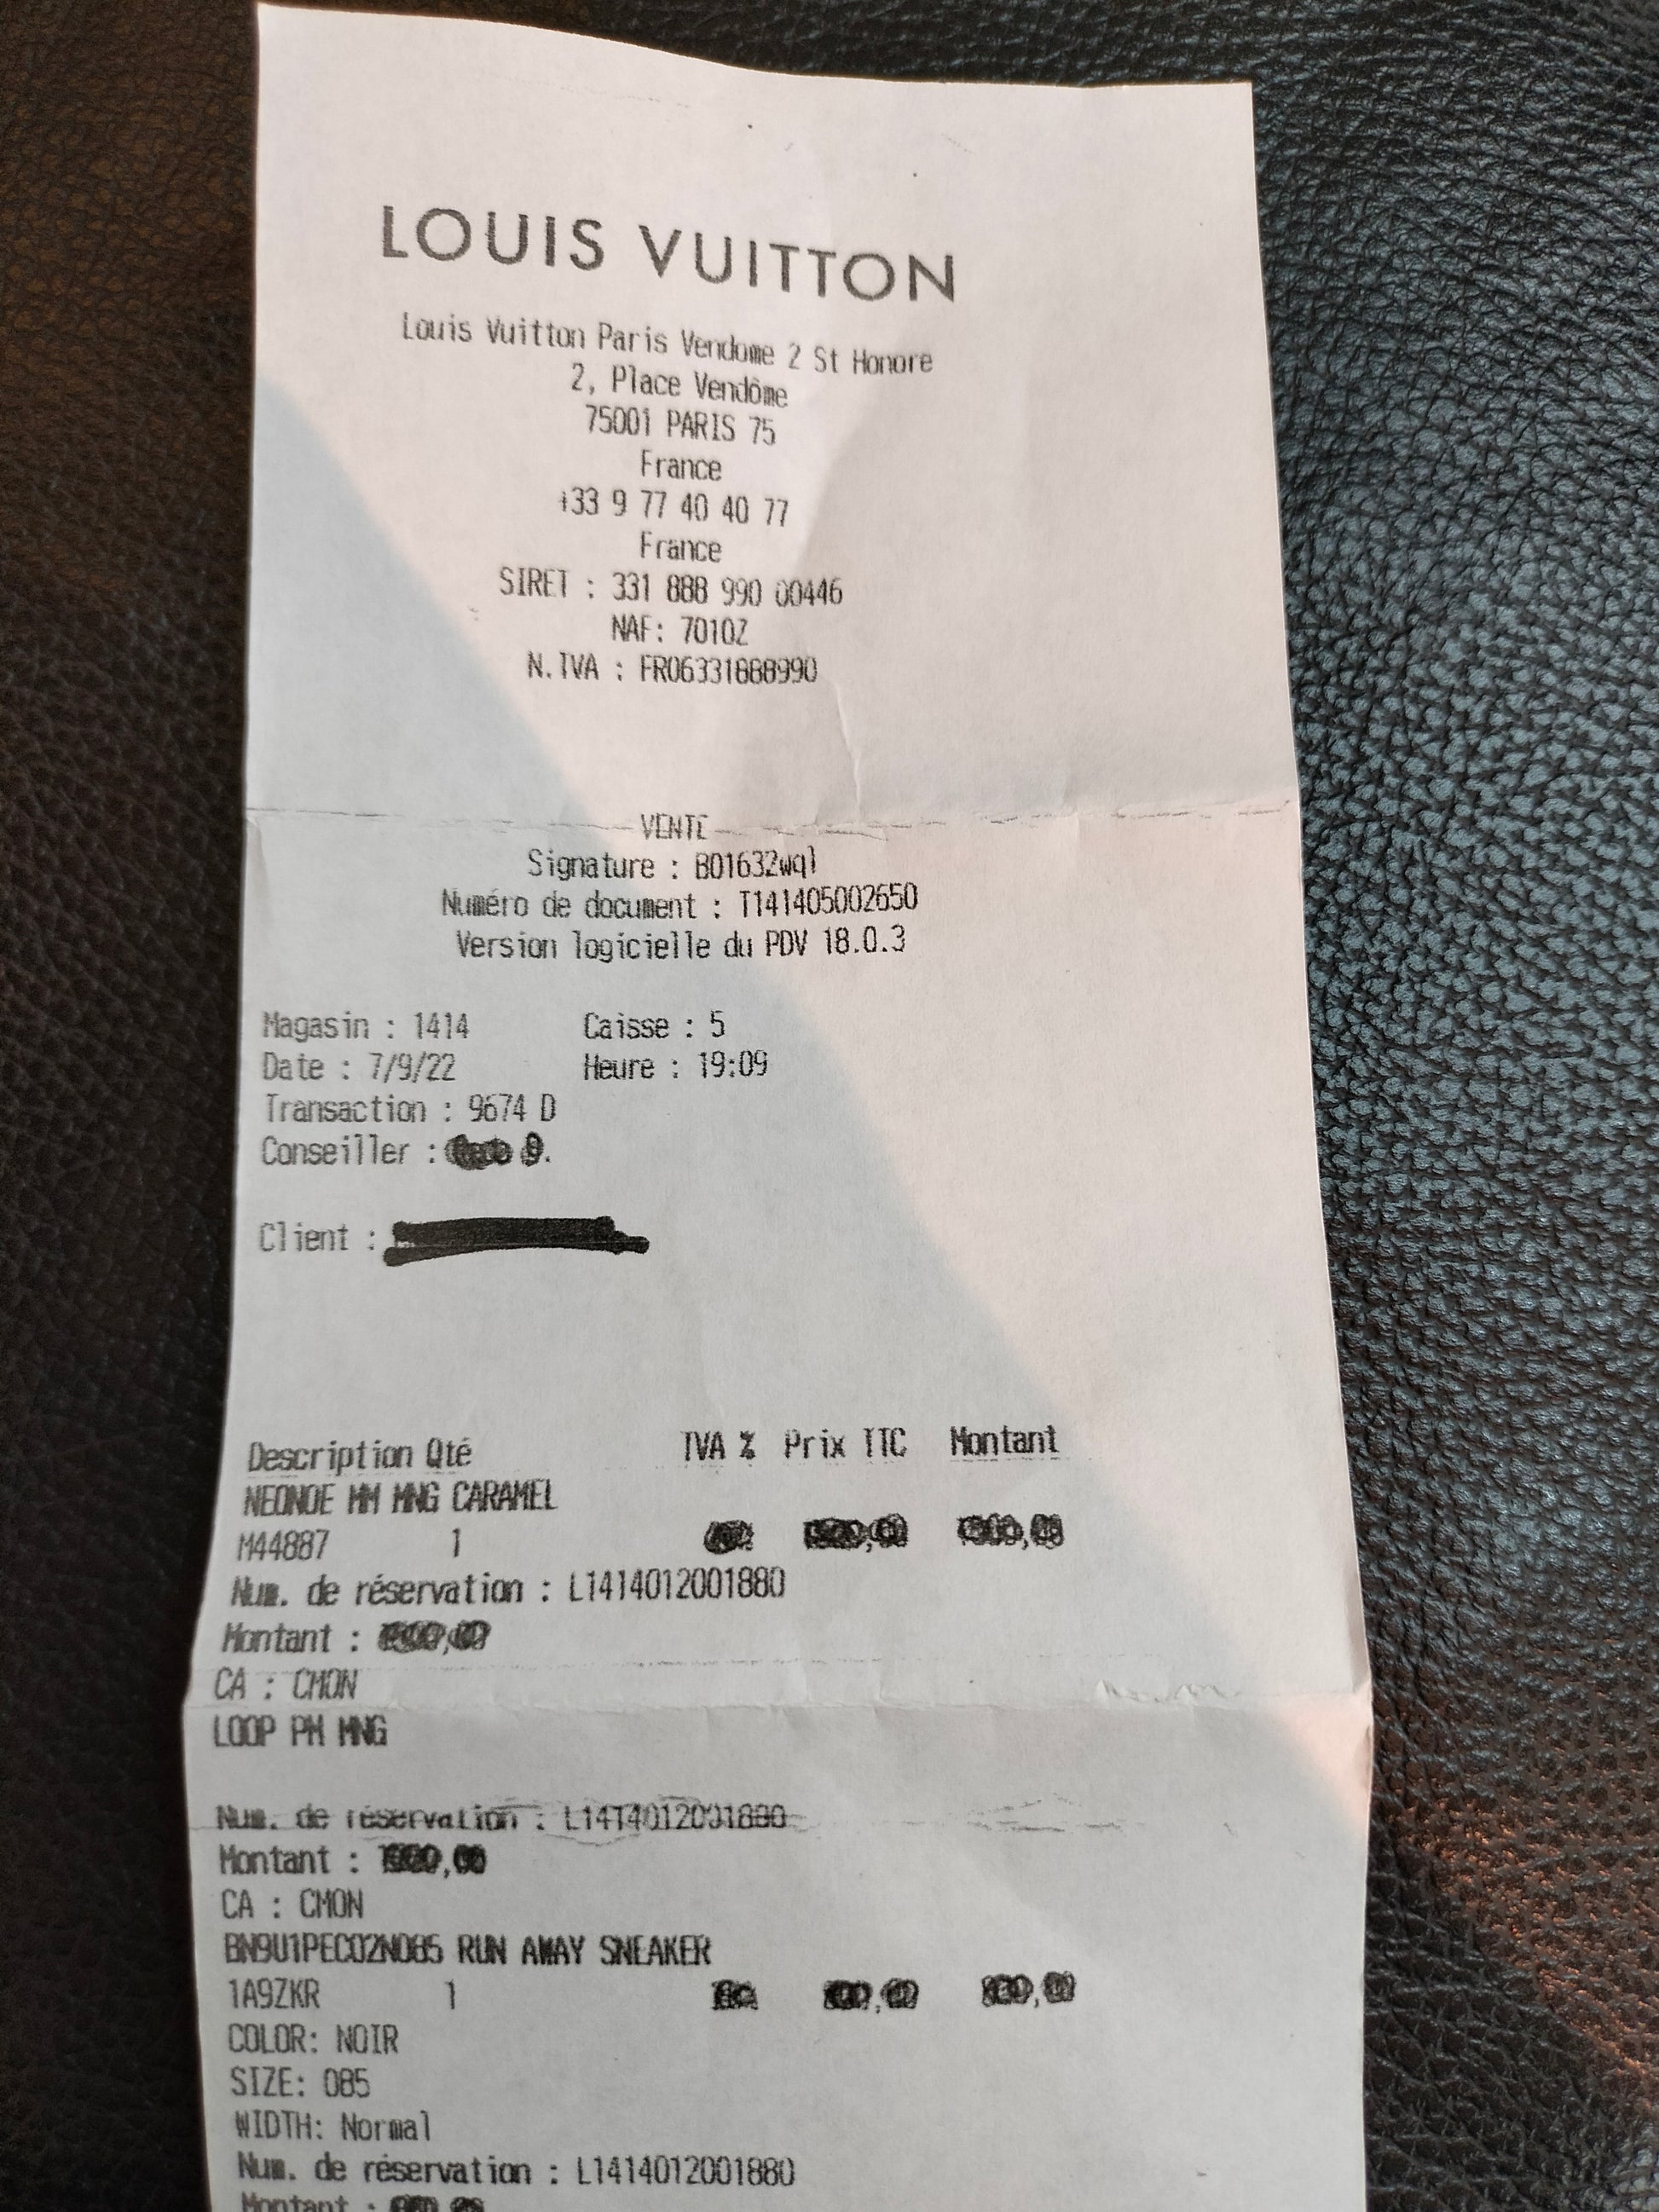 LOUIS VUITTON
Louis Vuitton Paris Vendome 2 St Honore
2, Place Vendôme
75001 PARIS 75
France
+33 9 77 40 40 77
France
SIRET : 331 888 990 00446
NAF: 7010Z
N.TVA : FR06331888990
VENTE
Signature : B01632wql
Numéro de document : T141405002650
Version logicielle du PDV 18.0.3
Magasin : 1414 Caisse : 5
Date : 7/9/22 Heure : 19:09
Transaction : 9674 D
Conseiller :
Client :
Description Qté TVA % Prix TTC Montant
NEONOE MM MNG CARAMEL
M44887 1
Num. de réservation : L1414012001880
Montant :
CA : CMON
LOOP PM MNG
Num. de réservation : L1414012001880
Montant :
CA : CMON
BN9U1PECO2N085 RUN AWAY SNEAKER
1A9ZKR 1
COLOR: NOIR
SIZE: 085
WIDTH: Normal
Num. de réservation : L1414012001880
Montant :